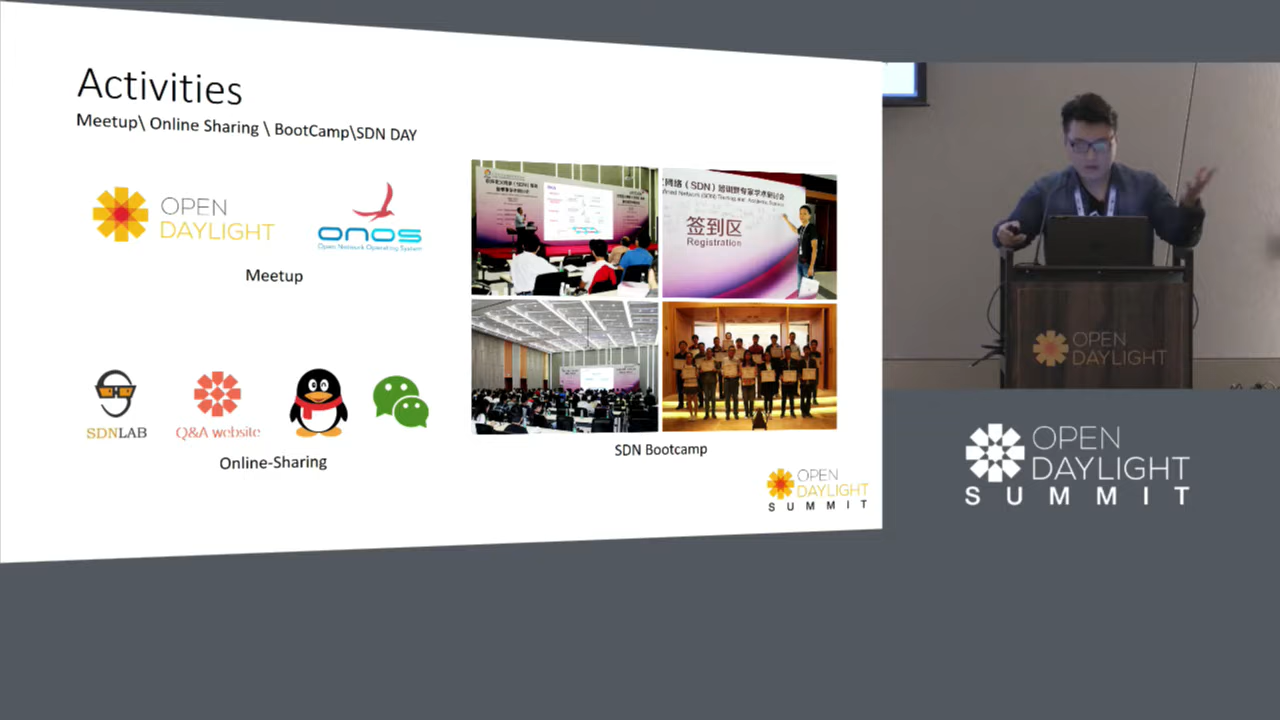 Activities
Meetup\ Online Sharing \ BootCamp\SDN DAY
OPEN
DAYLIGHT
onos
Open Network Operating System
Meetup
SDNLAB
Q&A website
Online-Sharing
签到区
Registration
SDN Bootcamp
OPEN
DAYLIGHT
SUMMIT
OPEN
DAYLIGHT
OPEN
DAYLIGHT
SUMMIT